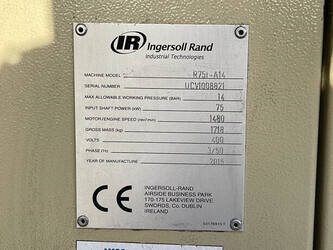 IR Ingersoll Rand
Industrial Technologies
MACHINE MODEL R75I-A14
SERIAL NUMBER UCV1008821
MAX ALLOWABLE WORKING PRESSURE (BAR) 14
INPUT SHAFT POWER (kW) 75
MOTOR/ENGINE SPEED (rev/min) 1480
GROSS MASS (kg) 1718
VOLTS 400
PHASE/Hz 3/50
YEAR OF MANUFACTURE 2015
CE
INGERSOLL-RAND
AIRSIDE BUSINESS PARK
170-175 LAKEVIEW DRIVE
SWORDS, Co. DUBLIN
IRELAND